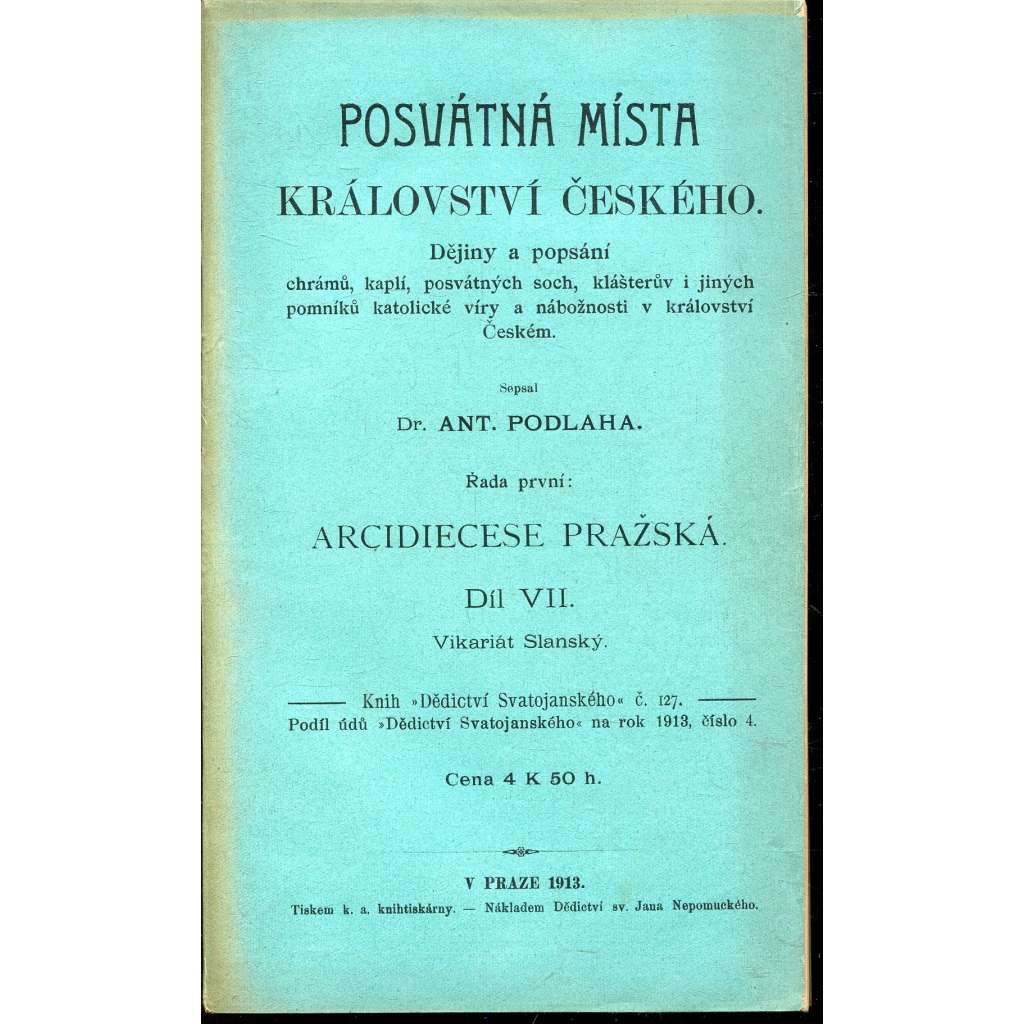 POSVÁTNÁ MÍSTA
KRÁLOVSTVÍ ČESKÉHO.
Dějiny a popsání
chrámů, kaplí, posvátných soch, klášterův i jiných
pomníků katolické víry a nábožnosti v království
Českém.
Sepsal
Dr. ANT. PODLAHA.
Řada první:
ARCIDIECESE PRAŽSKÁ.
Díl VII.
Vikariát Slanský.
Knih »Dědictví Svatojanského« č. 127.
Podíl údů »Dědictví Svatojanského« na rok 1913, číslo 4.
Cena 4 K 50 h.
V PRAZE 1913.
Tiskem k. a. knihtiskárny. — Nákladem Dědictví sv. Jana Nepomuckého.